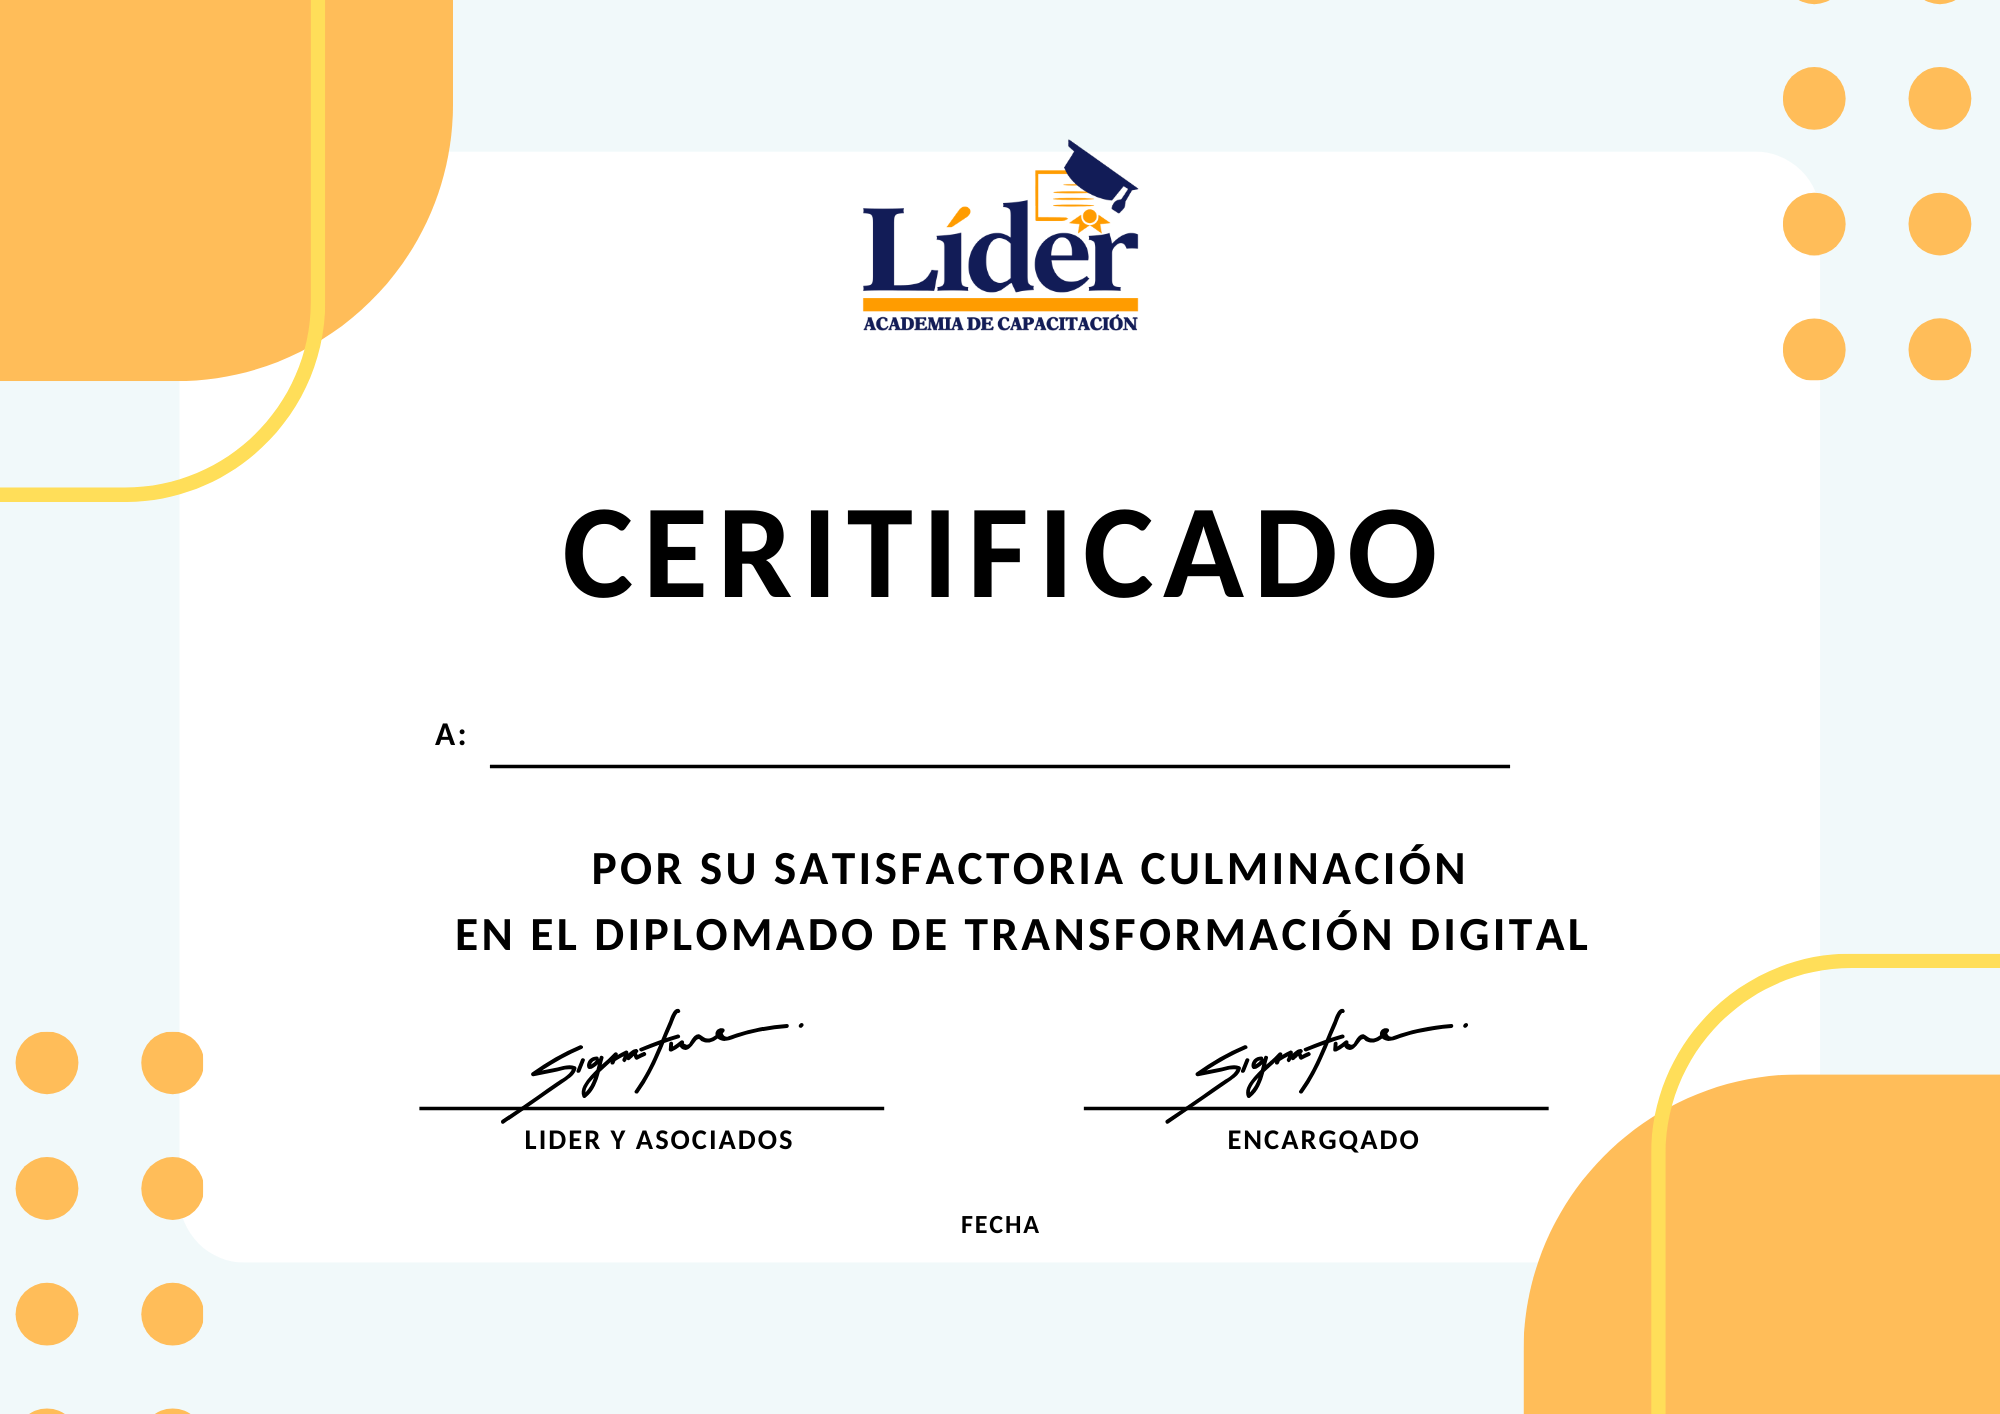 Líder
ACADEMIA DE CAPACITACIÓN
CERITIFICADO
A:
POR SU SATISFACTORIA CULMINACIÓN
EN EL DIPLOMADO DE TRANSFORMACIÓN DIGITAL
Signature Signature
LIDER Y ASOCIADOS ENCARGQADO
FECHA